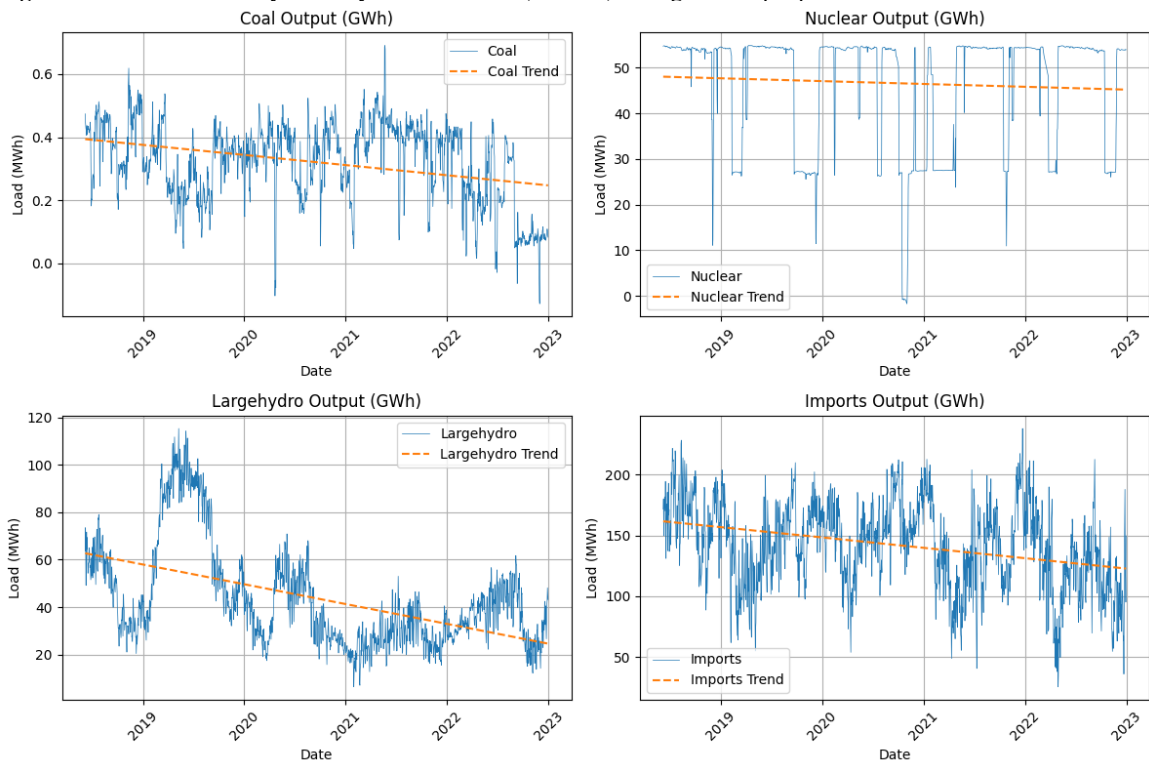 Coal Output (GWh)
Coal
Coal Trend
Load (MWh)
0.6
0.4
0.2
0.0
2019
2020
2021
2022
2023
Date
Nuclear Output (GWh)
Nuclear
Nuclear Trend
Load (MWh)
50
40
30
20
10
0
2019
2020
2021
2022
2023
Date
Largehydro Output (GWh)
Largehydro
Largehydro Trend
Load (MWh)
120
100
80
60
40
20
2019
2020
2021
2022
2023
Date
Imports Output (GWh)
Imports
Imports Trend
Load (MWh)
200
150
100
50
2019
2020
2021
2022
2023
Date